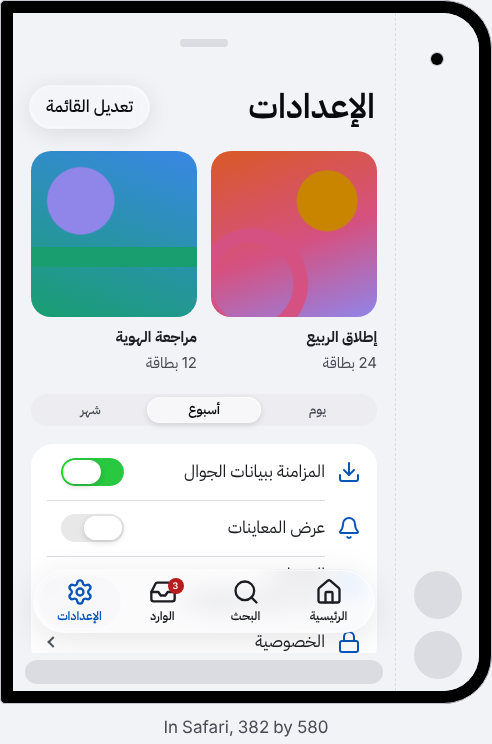 الإعدادات
تعديل القائمة
إطلاق الربيع
24 بطاقة
مراجعة الهوية
12 بطاقة
يوم
أسبوع
شهر
المزامنة ببيانات الجوال
عرض المعاينات
الرئيسية
البحث
3
الوارد
الإعدادات
الخصوصية
In Safari, 382 by 580